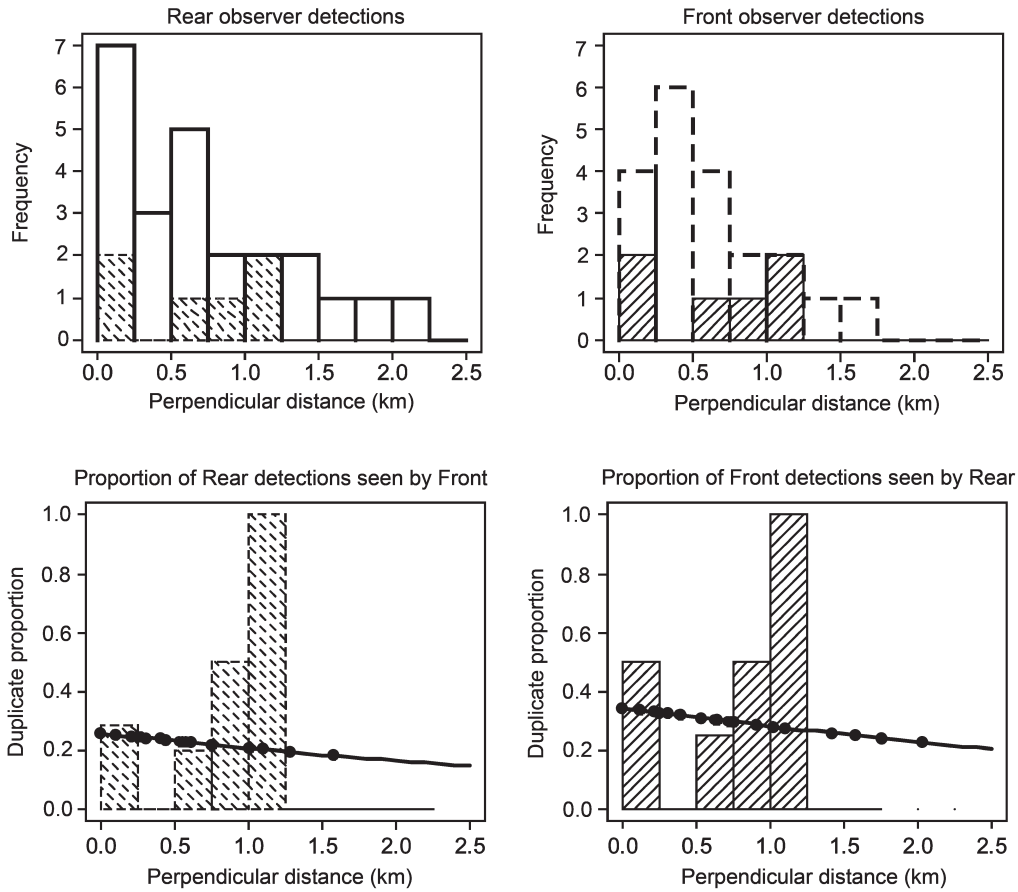 Rear observer detections
Front observer detections
7
6
5
4
3
2
1
0
Frequency
0.0 0.5 1.0 1.5 2.0 2.5
Perpendicular distance (km)
7
6
5
4
3
2
1
0
Frequency
0.0 0.5 1.0 1.5 2.0 2.5
Perpendicular distance (km)
Proportion of Rear detections seen by Front
Proportion of Front detections seen by Rear
1.0
0.8
0.6
0.4
0.2
0.0
Duplicate proportion
0.0 0.5 1.0 1.5 2.0 2.5
Perpendicular distance (km)
1.0
0.8
0.6
0.4
0.2
0.0
Duplicate proportion
0.0 0.5 1.0 1.5 2.0 2.5
Perpendicular distance (km)